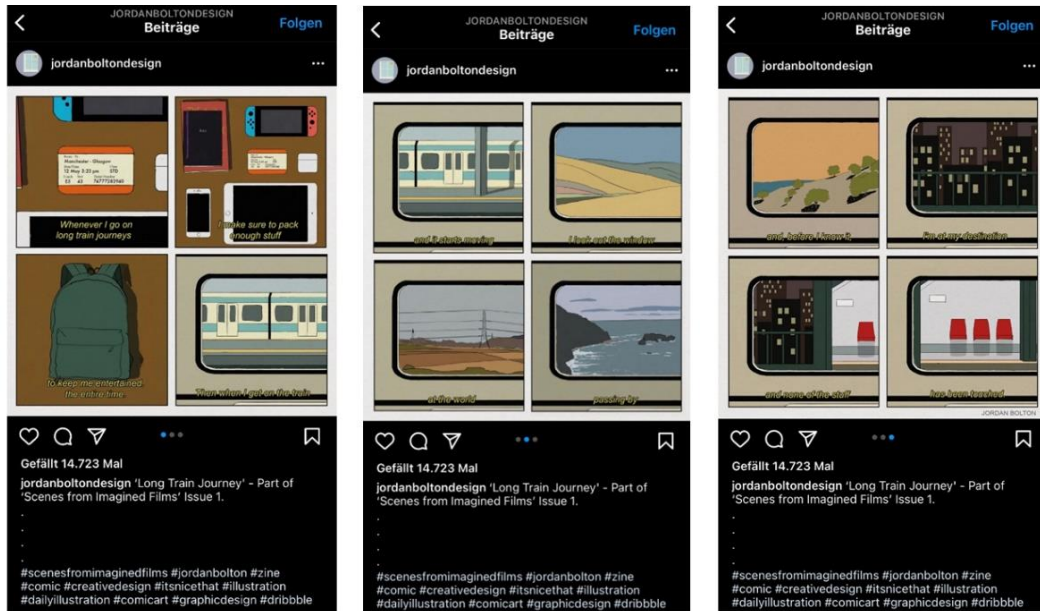 JORDANBOLTONDESIGN
Beiträge
Folgen
jordanboltondesign
Manchester - Glasgow
12 May 3:22 pm STD
Whenever I go on
long train journeys
I make sure to pack
enough stuff
to keep me entertained
the entire time.
Then when I get on the train
Gefällt 14.723 Mal
jordanboltondesign 'Long Train Journey' - Part of
'Scenes from Imagined Films' Issue 1.
.
.
.
.
#scenesfromimaginedfilms #jordanbolton #zine
#comic #creativedesign #itsnicethat #illustration
#dailyillustration #comicart #graphicdesign #dribbble
JORDANBOLTONDESIGN
Beiträge
Folgen
jordanboltondesign
and it starts moving
I look out the window
at the world
passing by
Gefällt 14.723 Mal
jordanboltondesign 'Long Train Journey' - Part of
'Scenes from Imagined Films' Issue 1.
.
.
.
.
#scenesfromimaginedfilms #jordanbolton #zine
#comic #creativedesign #itsnicethat #illustration
#dailyillustration #comicart #graphicdesign #dribbble
JORDANBOLTONDESIGN
Beiträge
Folgen
jordanboltondesign
and, before I know it,
I'm at my destination
and none of the stuff
has been touched
JORDAN BOLTON
Gefällt 14.723 Mal
jordanboltondesign 'Long Train Journey' - Part of
'Scenes from Imagined Films' Issue 1.
.
.
.
.
#scenesfromimaginedfilms #jordanbolton #zine
#comic #creativedesign #itsnicethat #illustration
#dailyillustration #comicart #graphicdesign #dribbble